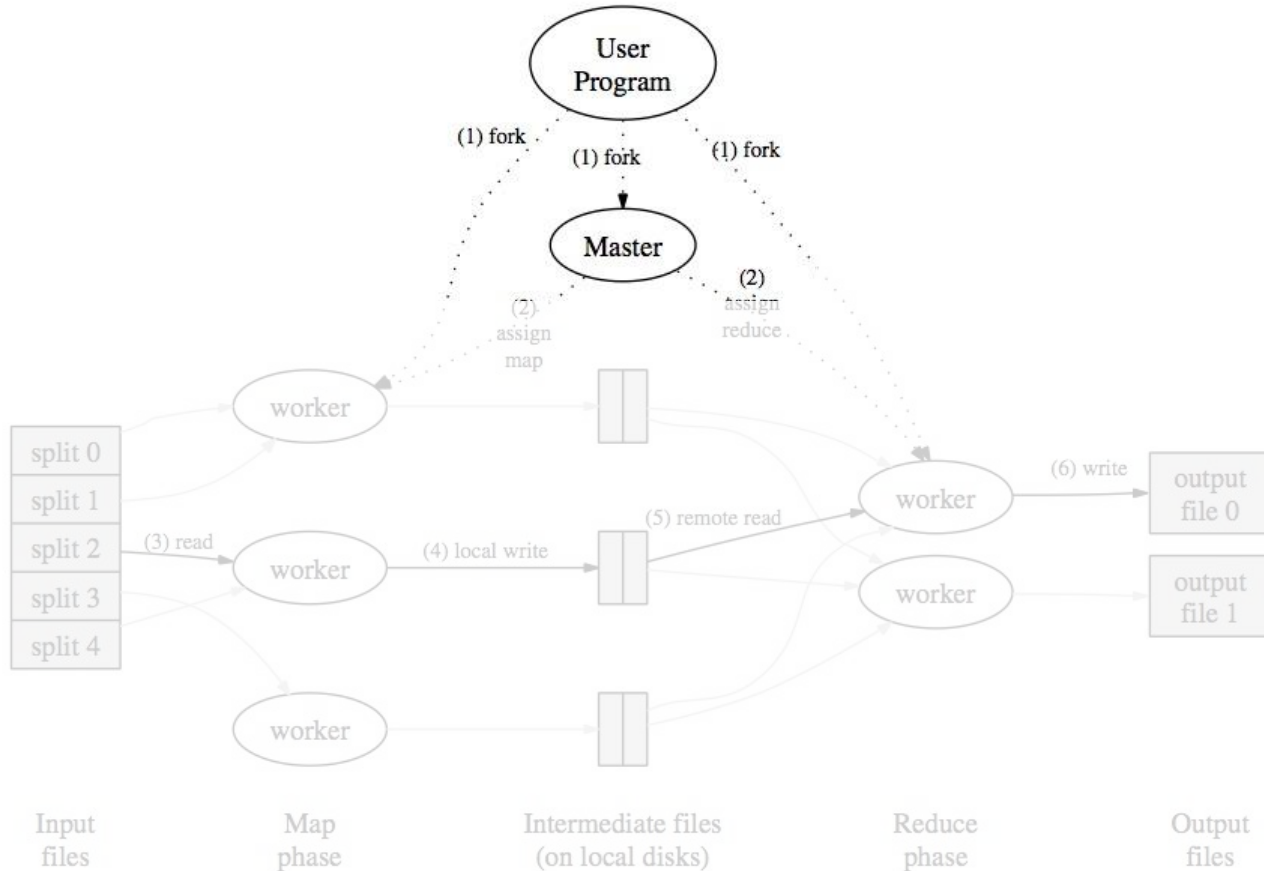 User
Program
(1) fork
(1) fork
(1) fork
Master
(2)
assign
map
(2)
assign
reduce
worker
split 0
split 1
split 2
split 3
split 4
(3) read
worker
(4) local write
worker
(5) remote read
worker
(6) write
output
file 0
worker
output
file 1
Input
files
Map
phase
Intermediate files
(on local disks)
Reduce
phase
Output
files